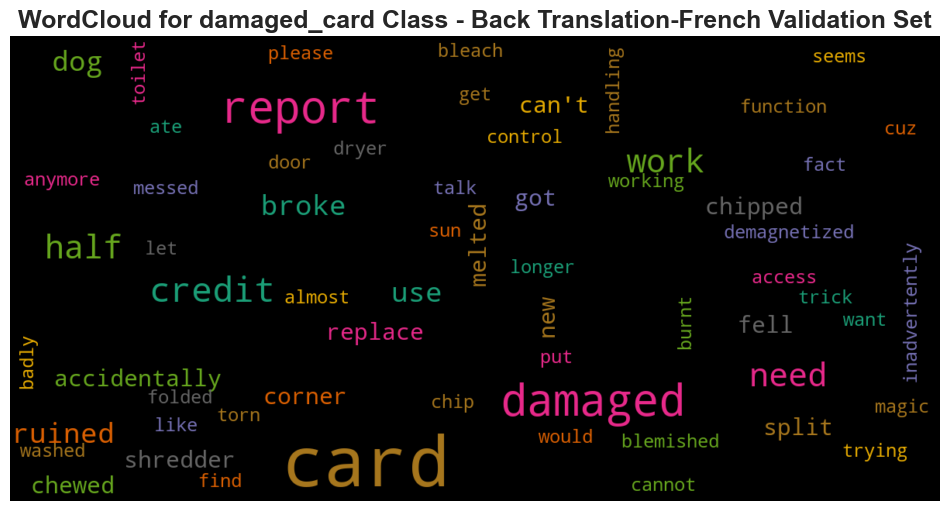 WordCloud for damaged_card Class - Back Translation-French Validation Set
dog
toilet
please
bleach
handling
seems
report
get
can't
function
ate
control
cuz
door
dryer
work
fact
anymore
messed
talk
working
broke
got
chipped
half
let
sun
melted
demagnetized
longer
access
inadvertently
credit
almost
use
new
burnt
trick
replace
fell
want
badly
put
accidentally
need
folded
corner
chip
damaged
magic
torn
like
ruined
would
blemished
split
washed
shredder
card
trying
chewed
find
cannot